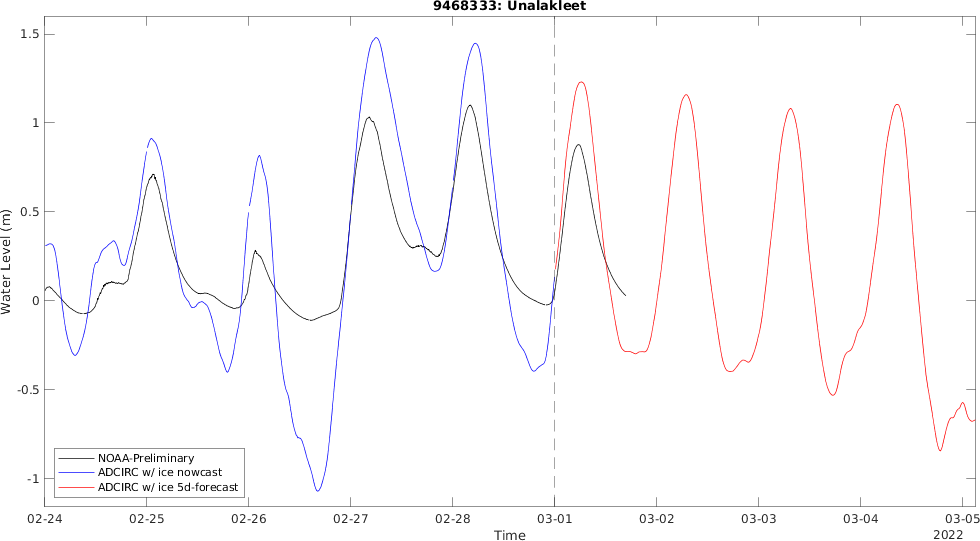 9468333: Unalakleet
Water Level (m)
1.5
1
0.5
0
-0.5
-1
NOAA-Preliminary
ADCIRC w/ ice nowcast
ADCIRC w/ ice 5d-forecast
02-24 02-25 02-26 02-27 02-28 03-01 03-02 03-03 03-04 03-05
Time
2022